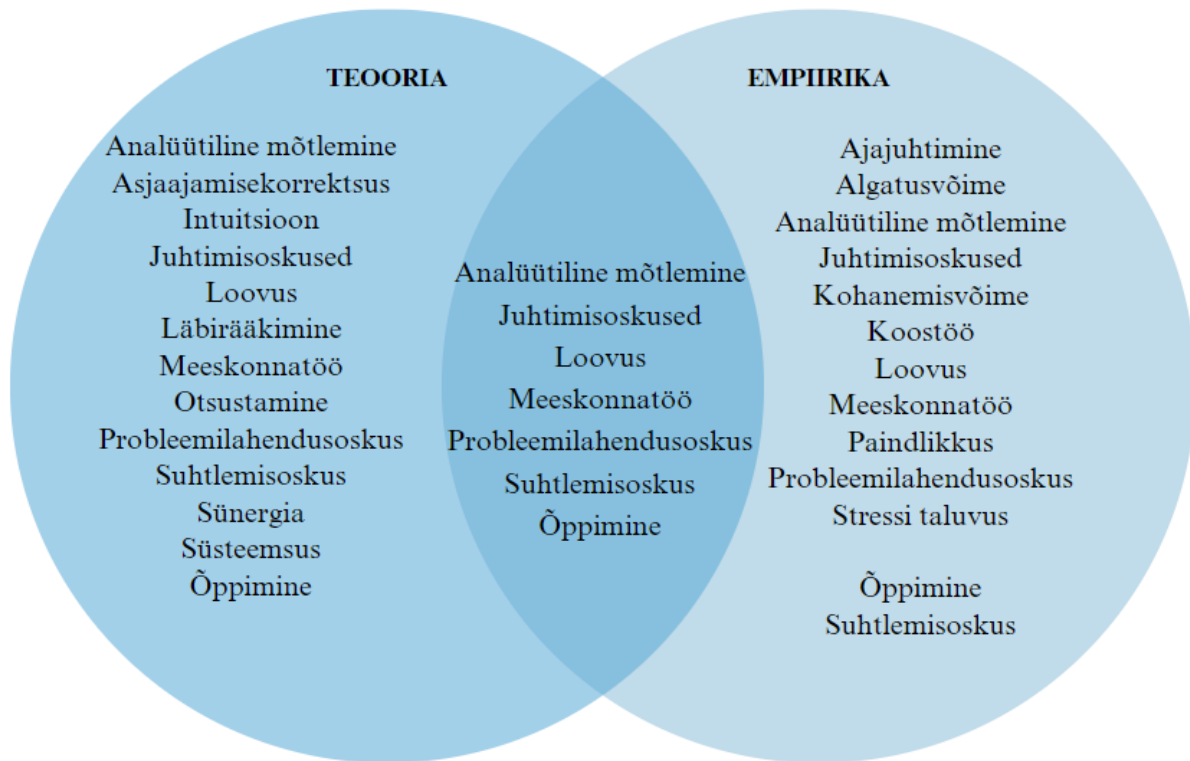 TEOORIA
Analüütiline mõtlemine
Asjaajamisekorrektsus
Intuitsioon
Juhtimisoskused
Loovus
Läbirääkimine
Meeskonnatöö
Otsustamine
Probleemilahendusoskus
Suhtlemisoskus
Sünergia
Süsteemsus
Õppimine
Analüütiline mõtlemine
Juhtimisoskused
Loovus
Meeskonnatöö
Probleemilahendusoskus
Suhtlemisoskus
Õppimine
EMPIIRIKA
Ajajuhtimine
Algatusvõime
Analüütiline mõtlemine
Juhtimisoskused
Kohanemisvõime
Koostöö
Loovus
Meeskonnatöö
Paindlikkus
Probleemilahendusoskus
Stressi taluvus
Õppimine
Suhtlemisoskus